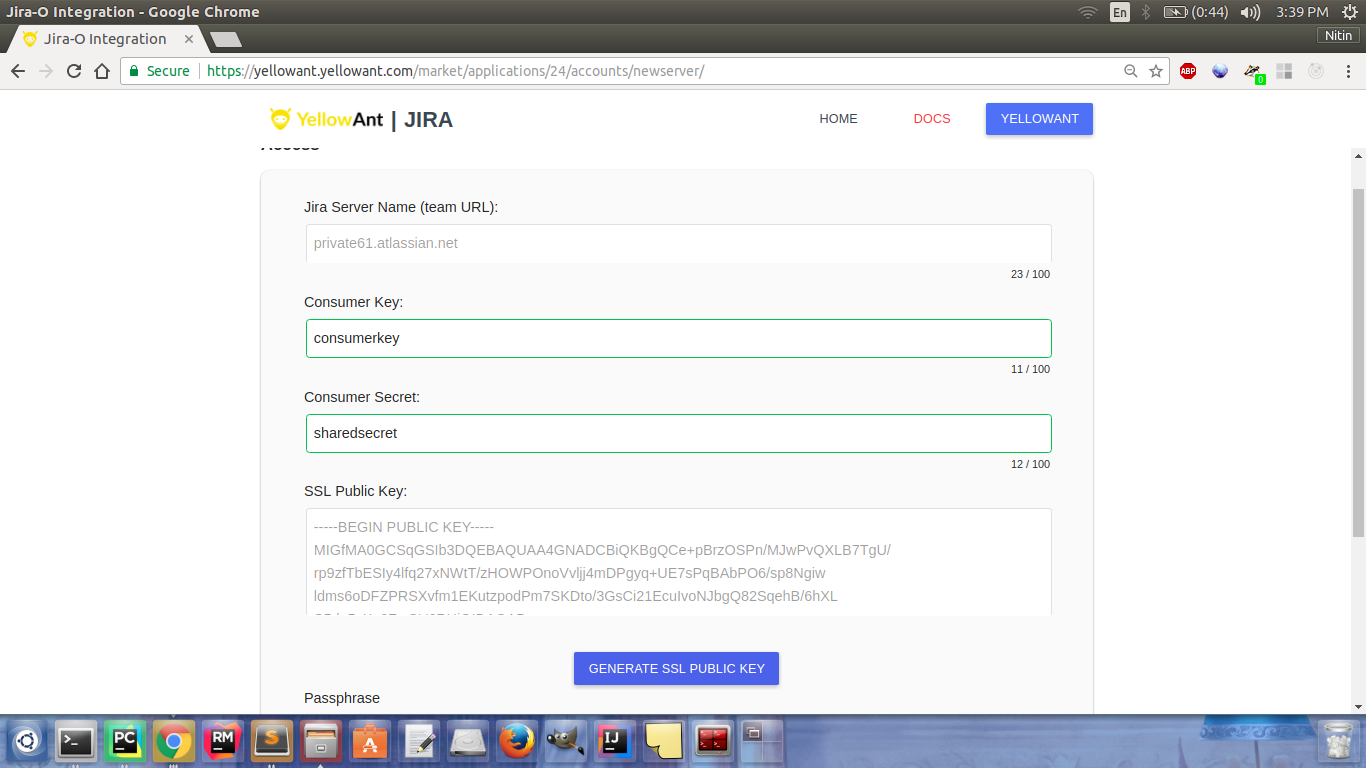 Jira-O Integration - Google Chrome
En
(0:44)
3:39 PM
Jira-O Integration
Nitin
Secure
https://yellowant.yellowant.com/market/applications/24/accounts/newserver/
ABP
0
YellowAnt | JIRA
HOME
DOCS
YELLOWANT
Access
Jira Server Name (team URL):
private61.atlassian.net
23 / 100
Consumer Key:
consumerkey
11 / 100
Consumer Secret:
sharedsecret
12 / 100
SSL Public Key:
-----BEGIN PUBLIC KEY-----
MIGfMA0GCSqGSIb3DQEBAQUAA4GNADCBiQKBgQCe+pBrzOSPn/MJwPvQXLB7TgU/
rp9zfTbESIy4lfq27xNWtT/zHOWPOnoVvljj4mDPgyq+UE7sPqBAbPO6/sp8Ngiw
ldms6oDFZPRSXvfm1EKutzpodPm7SKDto/3GsCi21EcuIvoNJbgQ82SqehB/6hXL
GENERATE SSL PUBLIC KEY
Passphrase
PC
RM
S
A
IJ